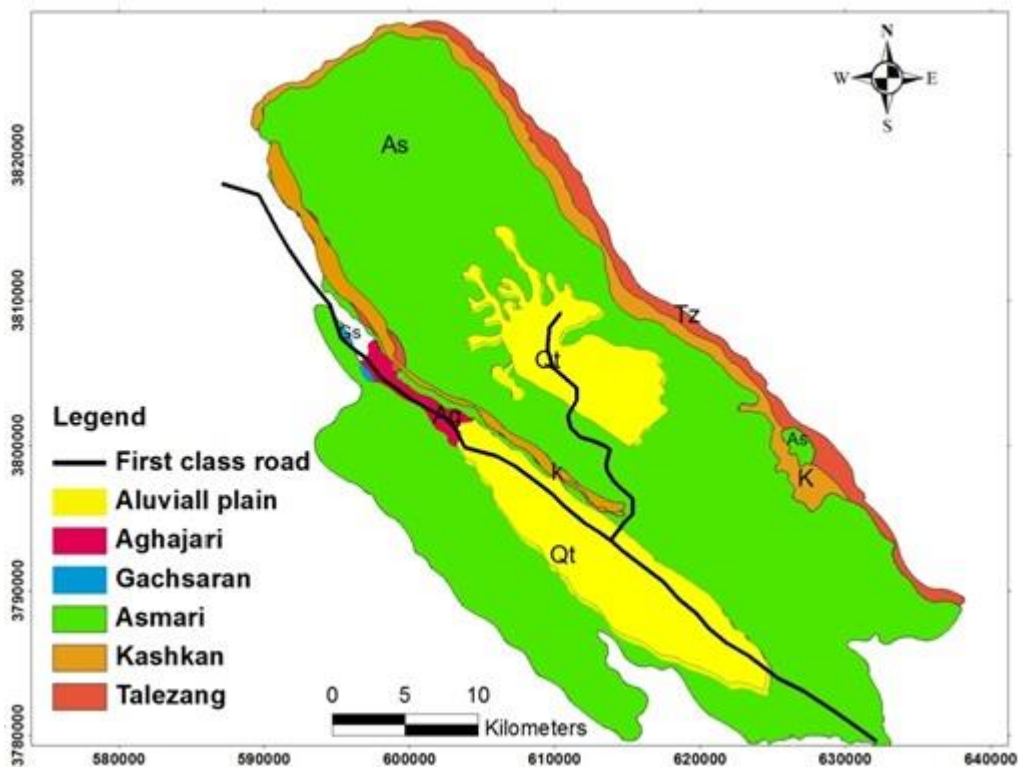 N
W E
S
As
Tz
Gs
Qt
Ag
As
K
K
Qt
Legend
First class road
Aluviall plain
Aghajari
Gachsaran
Asmari
Kashkan
Talezang
0 5 10
Kilometers
3820000
3810000
3800000
3790000
3780000
580000 590000 600000 610000 620000 630000 640000